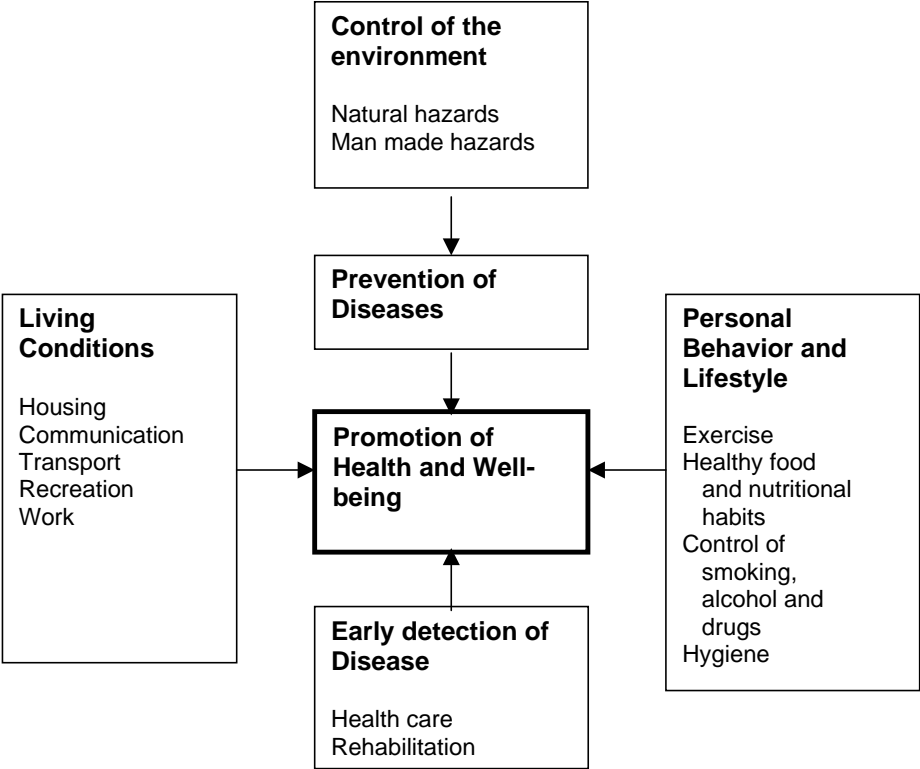 Control of the
environment
Natural hazards
Man made hazards
Prevention of
Diseases
Living
Conditions
Housing
Communication
Transport
Recreation
Work
Promotion of
Health and Well-
being
Personal
Behavior and
Lifestyle
Exercise
Healthy food
and nutritional
habits
Control of
smoking,
alcohol and
drugs
Hygiene
Early detection of
Disease
Health care
Rehabilitation